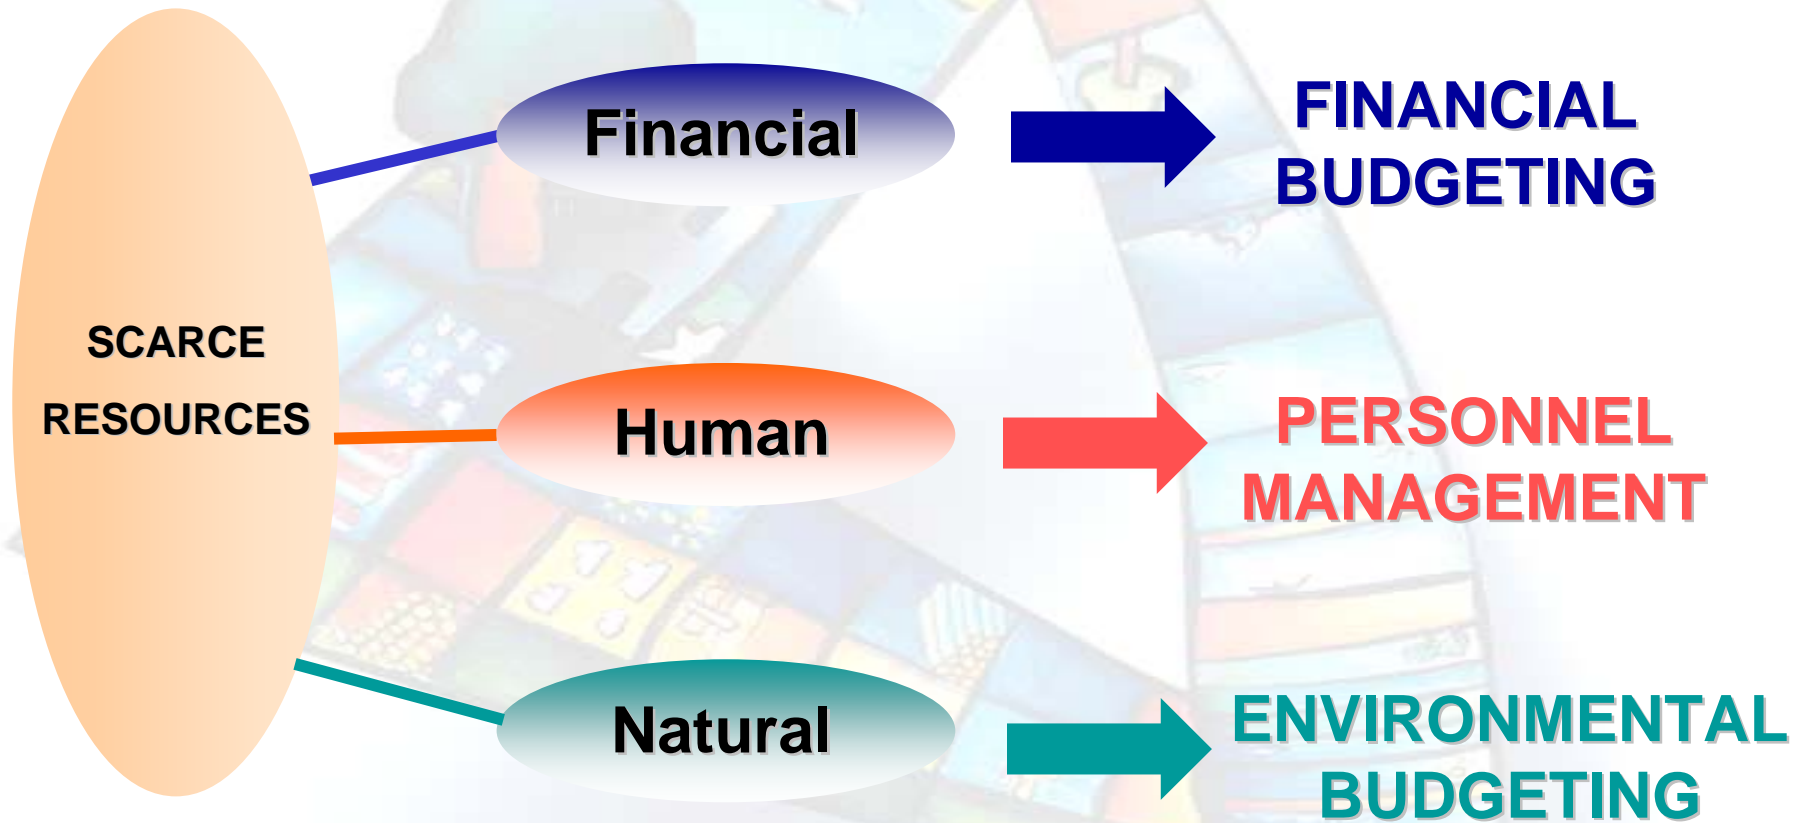 SCARCE
RESOURCES
Financial
FINANCIAL
BUDGETING
Human
PERSONNEL
MANAGEMENT
Natural
ENVIRONMENTAL
BUDGETING